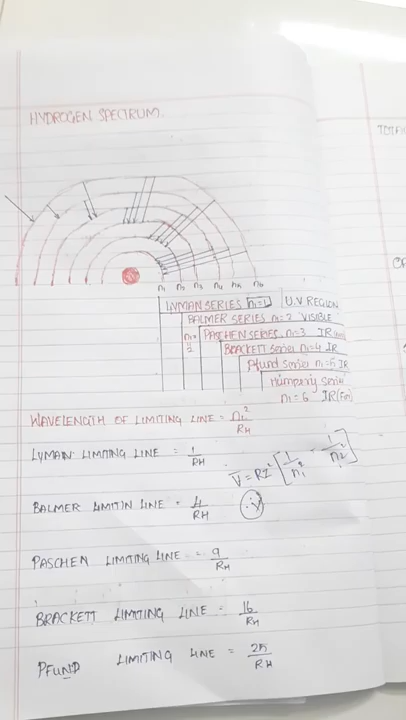 HYDROGEN SPECTRUM.
n1 n2 n3 n4 n5 n6
LYMAN SERIES n=1 U.V REGION
BALMER SERIES n1=2 VISIBLE
PASCHEN SERIES n1=3 IR
BRACKETT series n1=4 IR
Pfund series n1=5 IR
Humpanry series
n1=6 IR (Far)
WAVELENGTH OF LIMITING LINE = n1²/RH
LYMAN LIMITING LINE = 1/RH
V̄ = RZ² [1/n1² - 1/n2²]
BALMER LIMITIN LINE = 4/RH
PASCHEN LIMITING LINE = 9/RH
BRACKETT LIMITING LINE = 16/RH
PFUND LIMITING LINE = 25/RH